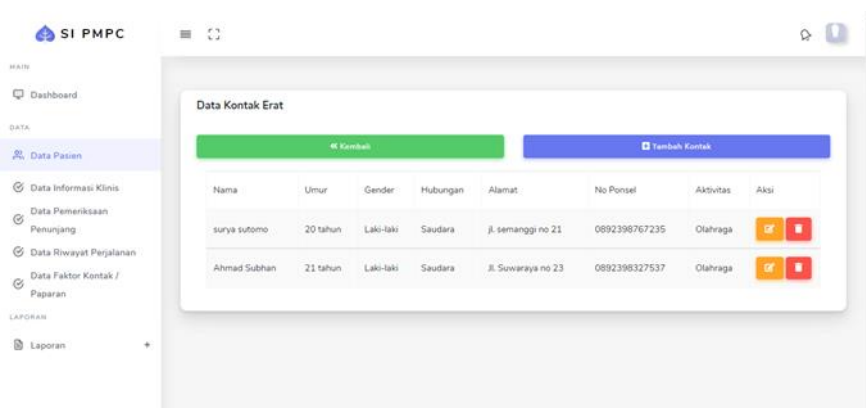 SI PMPC
MAIN
Dashboard
DATA
Data Pasien
Data Informasi Klinis
Data Pemeriksaan
Penunjang
Data Riwayat Perjalanan
Data Faktor Kontak /
Paparan
LAPORAN
Laporan +
Data Kontak Erat
Kembali
Tambah Kontak
Nama Umur Gender Hubungan Alamat No Ponsel Aktivitas Aksi
surya sutomo 20 tahun Laki-laki Saudara jl. semanggi no 21 0892398767235 Olahraga
Ahmad Subhan 21 tahun Laki-laki Saudara Jl. Suwaraya no 23 0892398327537 Olahraga